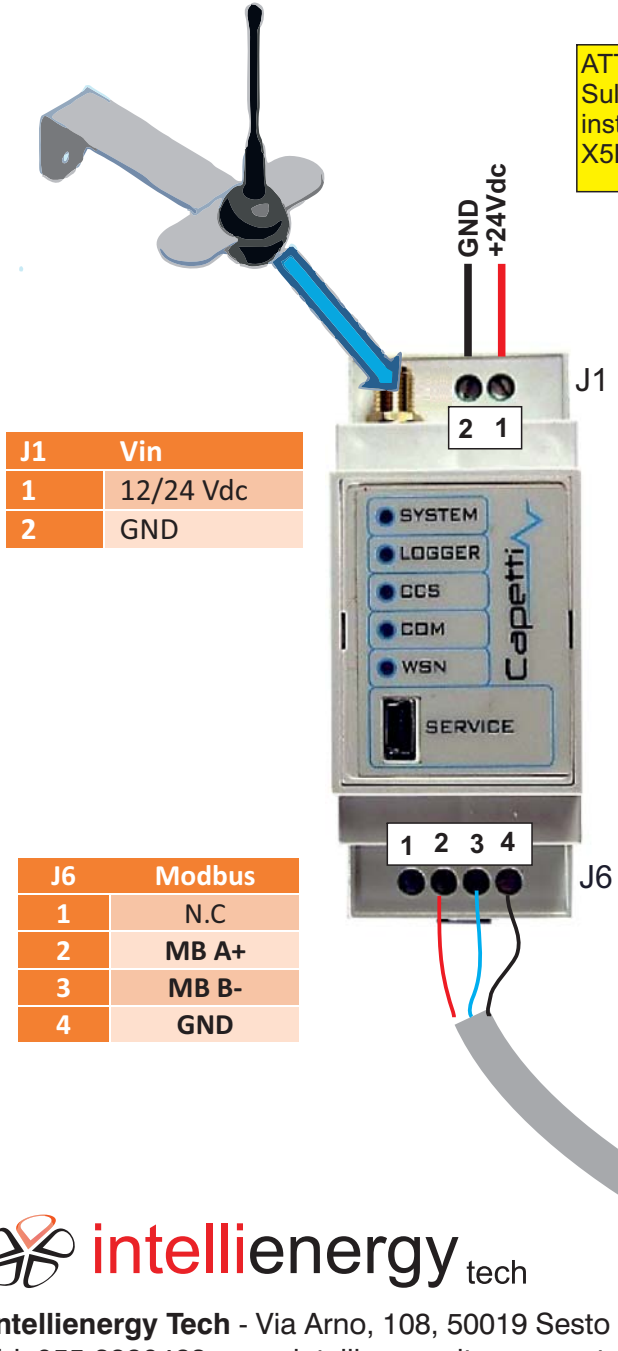 GND
+24Vdc
J1
2 1
J1 Vin
1 12/24 Vdc
2 GND
SYSTEM
LOGGER
CCS
COM
WSN
Capetti
SERVICE
1 2 3 4
J6
J6 Modbus
1 N.C
2 MB A+
3 MB B-
4 GND
intellienergy tech
Intellienergy Tech - Via Arno, 108, 50019 Sesto